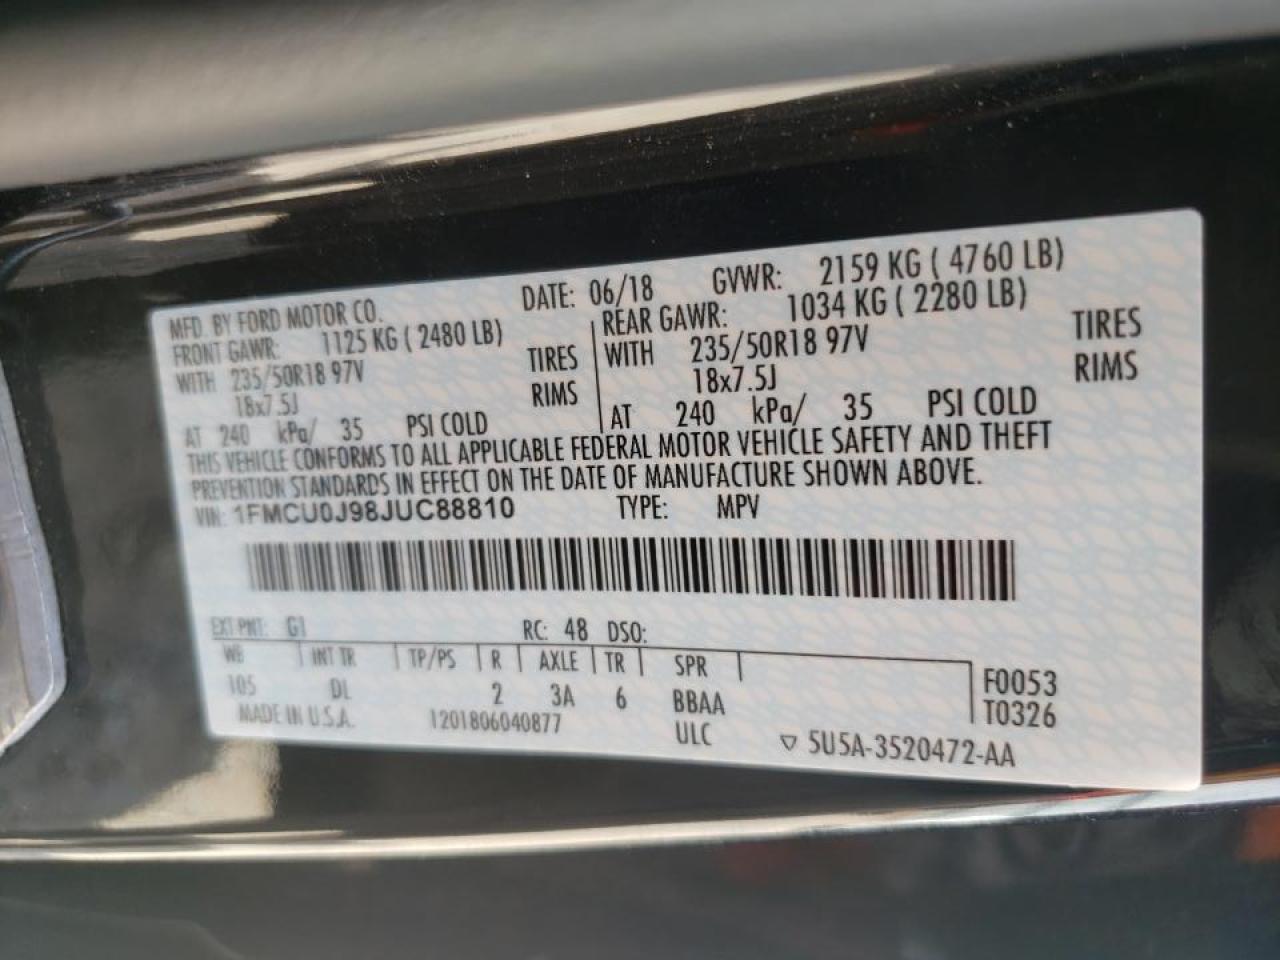 MFD. BY FORD MOTOR CO. DATE: 06/18 GVWR: 2159 KG ( 4760 LB)
FRONT GAWR: 1125 KG ( 2480 LB) REAR GAWR: 1034 KG ( 2280 LB)
WITH 235/50R18 97V TIRES WITH 235/50R18 97V TIRES
18x7.5J RIMS 18x7.5J RIMS
AT 240 kPa/ 35 PSI COLD AT 240 kPa/ 35 PSI COLD
THIS VEHICLE CONFORMS TO ALL APPLICABLE FEDERAL MOTOR VEHICLE SAFETY AND THEFT
PREVENTION STANDARDS IN EFFECT ON THE DATE OF MANUFACTURE SHOWN ABOVE.
VIN: 1FMCU0J98JUC88810 TYPE: MPV
EXT PNT: G1 RC: 48 DSO:
WB INT TR TP/PS R AXLE TR SPR F0053
105 DL 2 3A 6 BBAA T0326
MADE IN U.S.A. 1201806040877 ULC ▽ 5U5A-3520472-AA